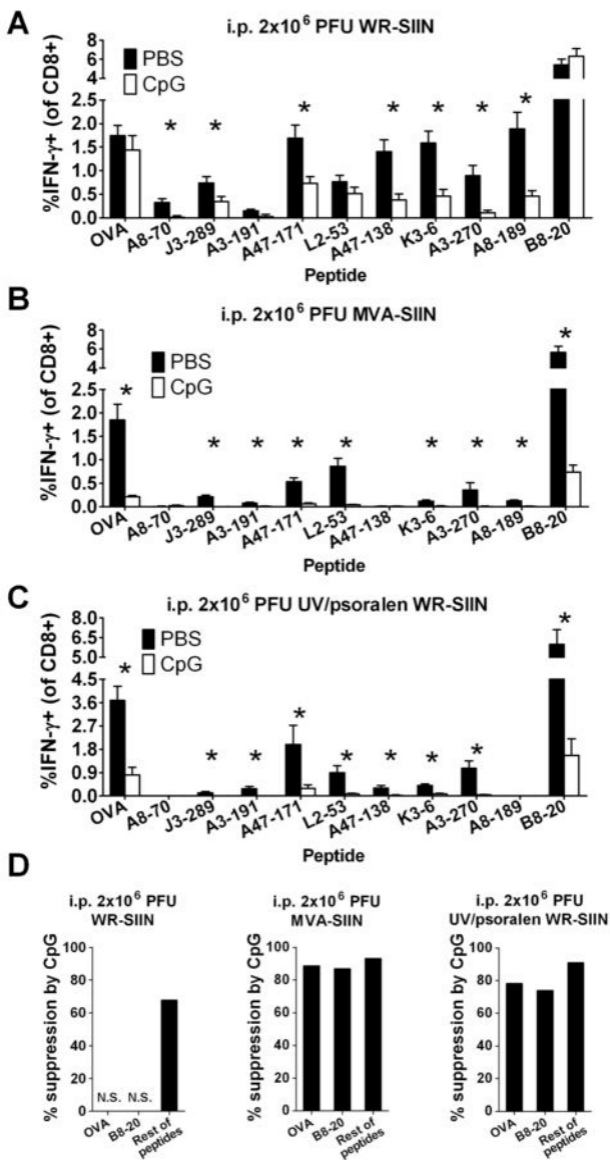 A
i.p. 2x10⁶ PFU WR-SIIN
PBS
CpG
%IFN-γ+ (of CD8+)
8
6
4
2.5
2.0
1.5
1.0
0.5
0.0
* * * * * * *
OVA A8-70 J3-289 A3-191 A47-171 L2-53 A47-138 K3-6 A3-270 A8-189 B8-20
Peptide
B
i.p. 2x10⁶ PFU MVA-SIIN
PBS
CpG
%IFN-γ+ (of CD8+)
8
6
4
2.5
2.0
1.5
1.0
0.5
0.0
* * * * * * * * *
OVA A8-70 J3-289 A3-191 A47-171 L2-53 A47-138 K3-6 A3-270 A8-189 B8-20
Peptide
C
i.p. 2x10⁶ PFU UV/psoralen WR-SIIN
PBS
CpG
%IFN-γ+ (of CD8+)
8.0
6.5
5.0
4.5
3.6
2.7
1.8
0.9
0.0
* * * * * * * * *
OVA A8-70 J3-289 A3-191 A47-171 L2-53 A47-138 K3-6 A3-270 A8-189 B8-20
Peptide
D
i.p. 2x10⁶ PFU
WR-SIIN
% suppression by CpG
100
80
60
40
20
0
N.S. N.S.
OVA B8-20 Rest of
peptides
i.p. 2x10⁶ PFU
MVA-SIIN
% suppression by CpG
100
80
60
40
20
0
OVA B8-20 Rest of
peptides
i.p. 2x10⁶ PFU
UV/psoralen WR-SIIN
% suppression by CpG
100
80
60
40
20
0
OVA B8-20 Rest of
peptides